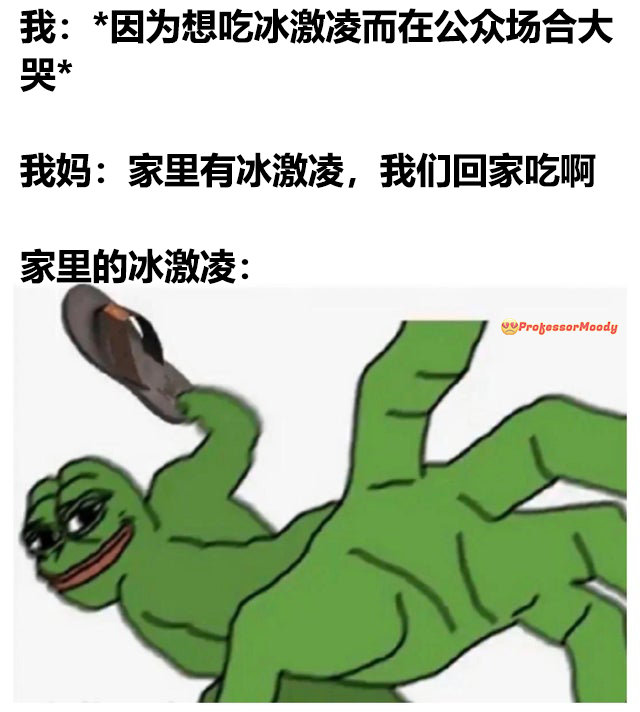 我：*因为想吃冰激凌而在公众场合大
哭*
我妈：家里有冰激凌，我们回家吃啊
家里的冰激凌：
ProfessorMoody